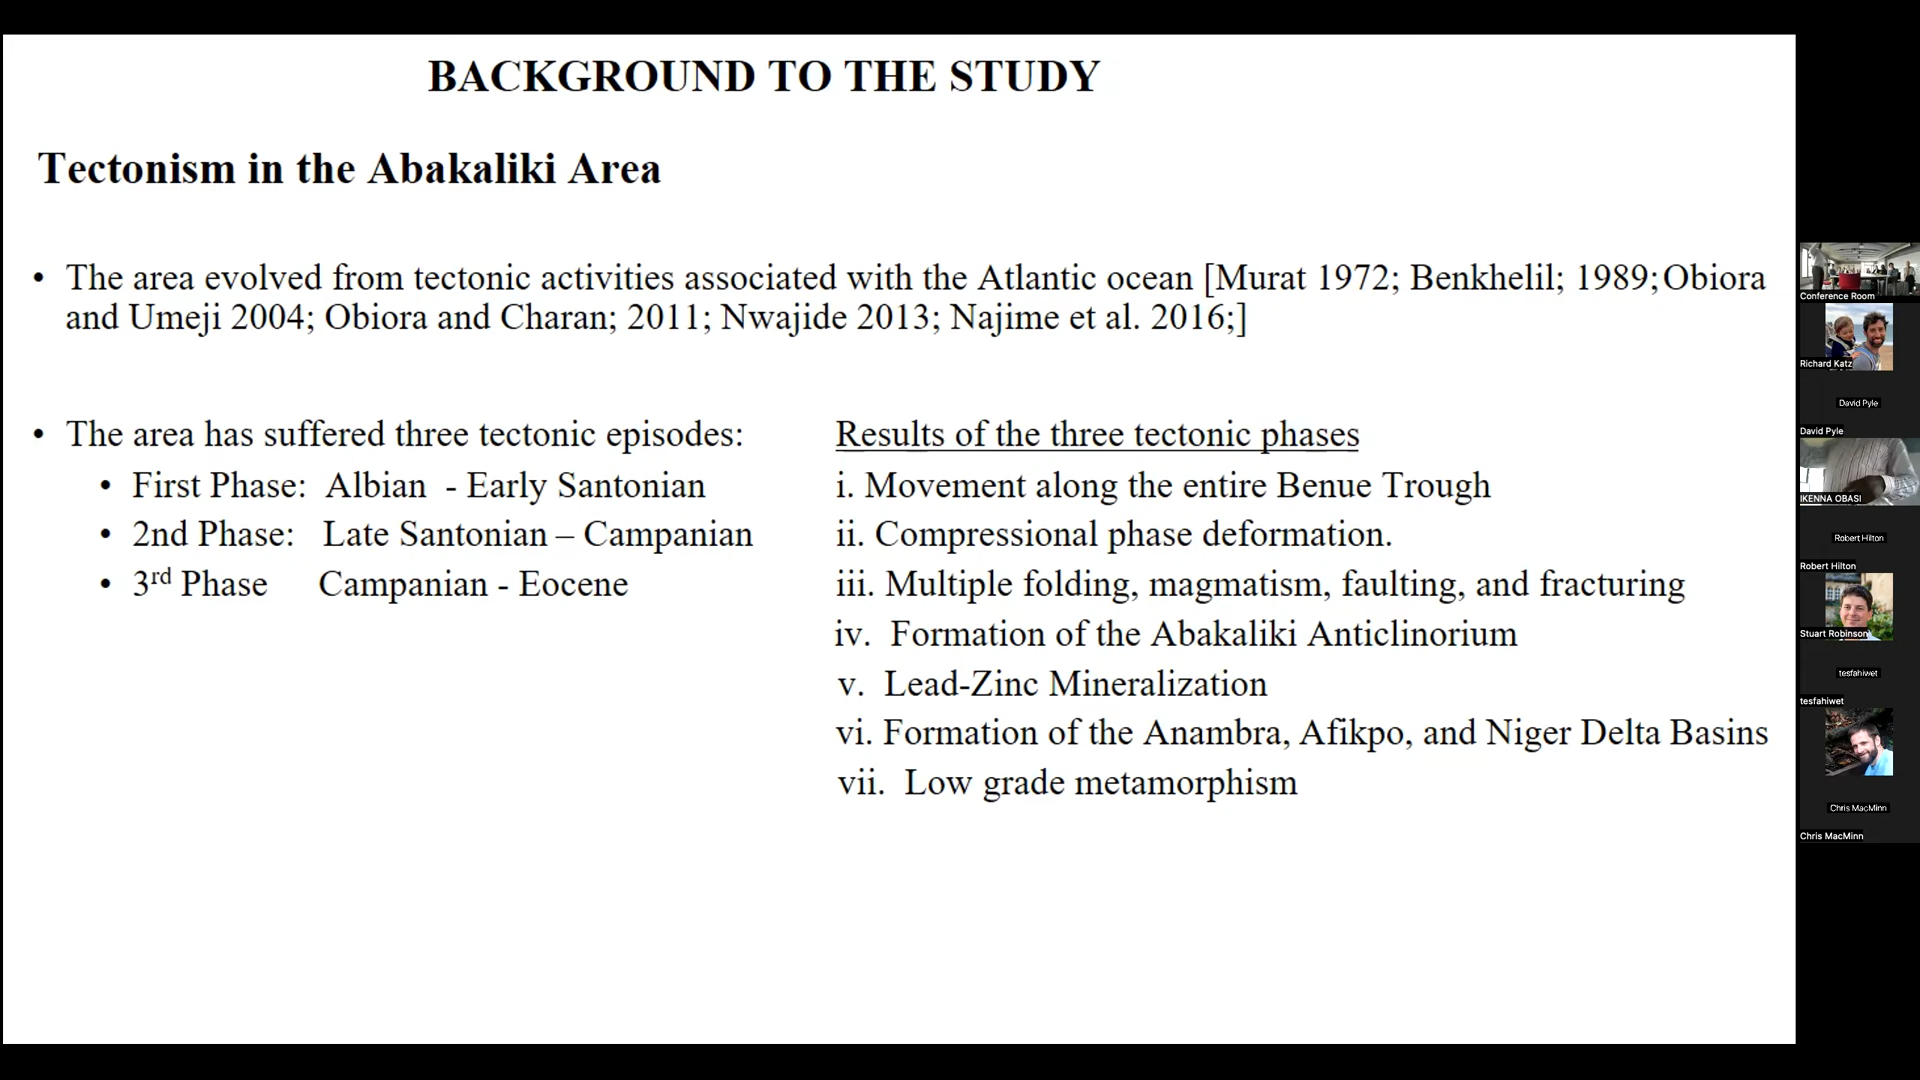 BACKGROUND TO THE STUDY
Tectonism in the Abakaliki Area
• The area evolved from tectonic activities associated with the Atlantic ocean [Murat 1972; Benkhelil; 1989; Obiora
and Umeji 2004; Obiora and Charan; 2011; Nwajide 2013; Najime et al. 2016;]
• The area has suffered three tectonic episodes:
• First Phase: Albian - Early Santonian
• 2nd Phase: Late Santonian – Campanian
• 3rd Phase Campanian - Eocene
Results of the three tectonic phases
i. Movement along the entire Benue Trough
ii. Compressional phase deformation.
iii. Multiple folding, magmatism, faulting, and fracturing
iv. Formation of the Abakaliki Anticlinorium
v. Lead-Zinc Mineralization
vi. Formation of the Anambra, Afikpo, and Niger Delta Basins
vii. Low grade metamorphism
Conference Room
Richard Katz
David Pyle
David Pyle
IKENNA OBASI
Robert Hilton
Robert Hilton
Stuart Robinson
tesfahiwet
tesfahiwet
Chris MacMinn
Chris MacMinn